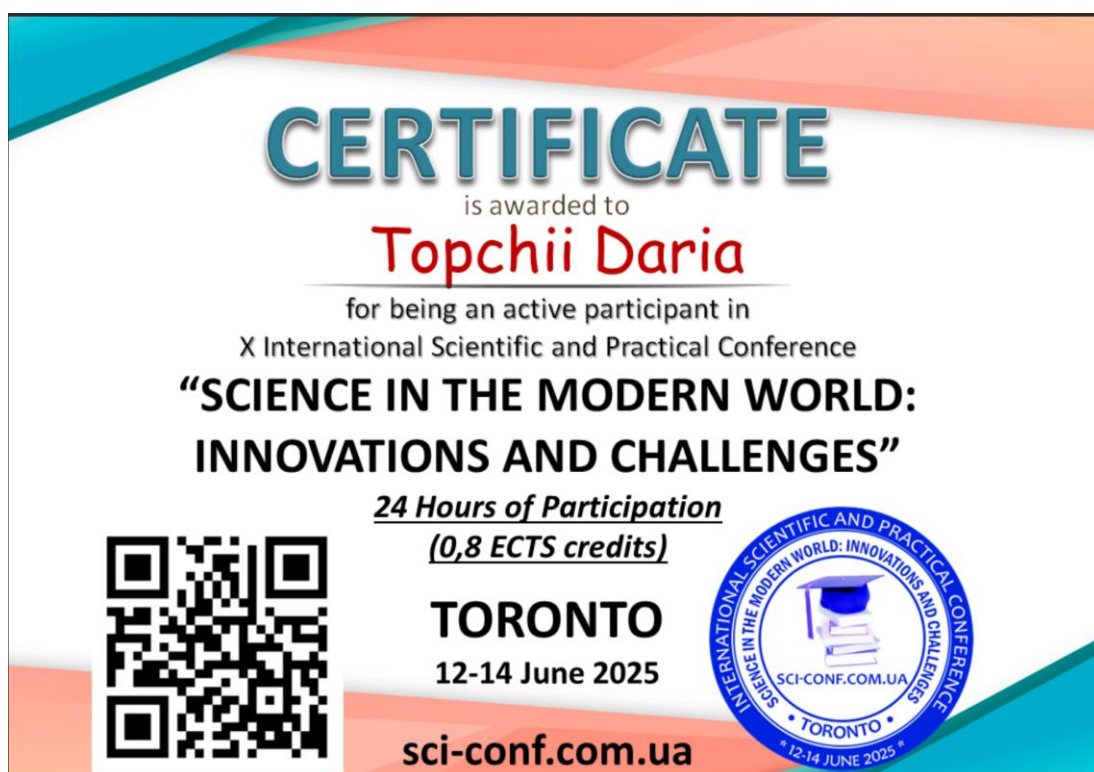 CERTIFICATE
is awarded to
Topchii Daria
for being an active participant in
X International Scientific and Practical Conference
“SCIENCE IN THE MODERN WORLD:
INNOVATIONS AND CHALLENGES”
24 Hours of Participation
(0,8 ECTS credits)
TORONTO
12-14 June 2025
sci-conf.com.ua
INTERNATIONAL SCIENTIFIC AND PRACTICAL CONFERENCE
SCIENCE IN THE MODERN WORLD: INNOVATIONS AND CHALLENGES
SCI-CONF.COM.UA
• TORONTO •
* 12-14 JUNE 2025 *